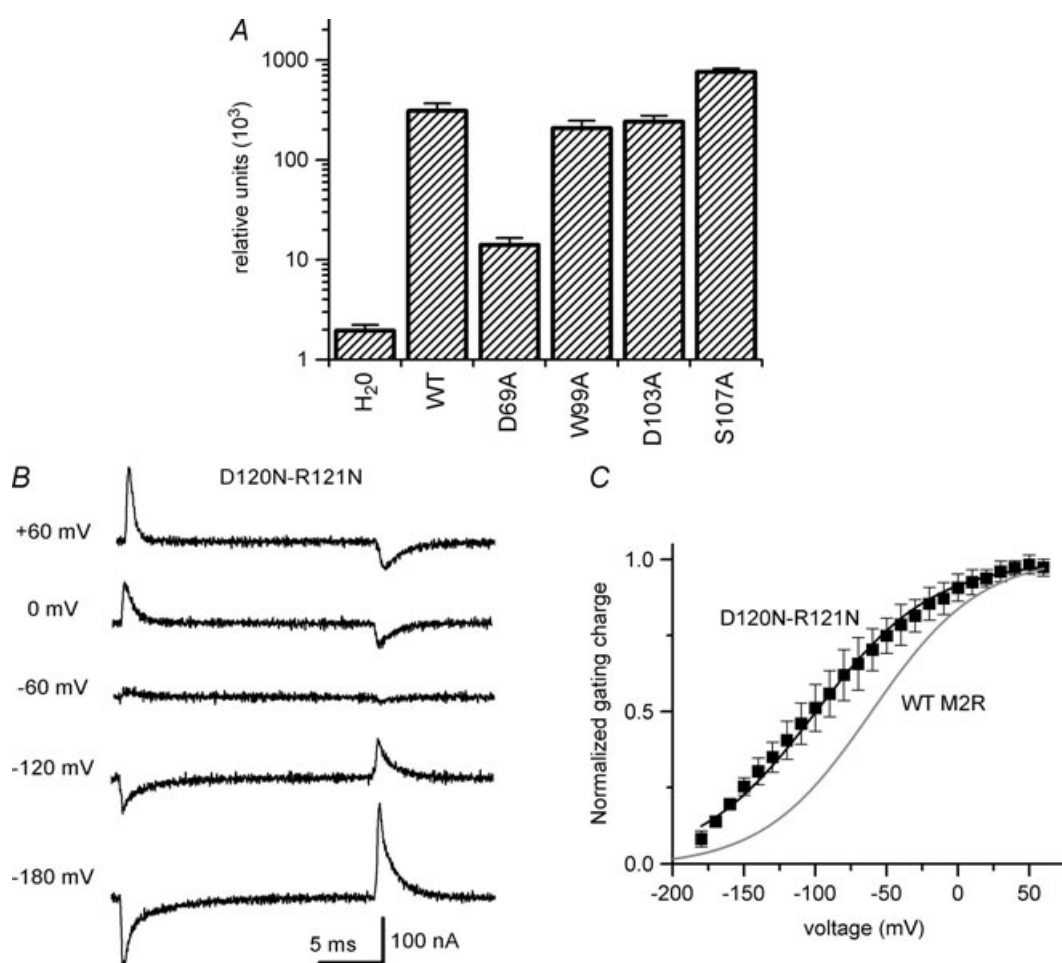 A
relative units (10³)
1000
100
10
1
H₂0
WT
D69A
W99A
D103A
S107A
B
D120N-R121N
+60 mV
0 mV
-60 mV
-120 mV
-180 mV
5 ms
100 nA
C
Normalized gating charge
1.0
0.5
0.0
D120N-R121N
WT M2R
-200 -150 -100 -50 0 50
voltage (mV)